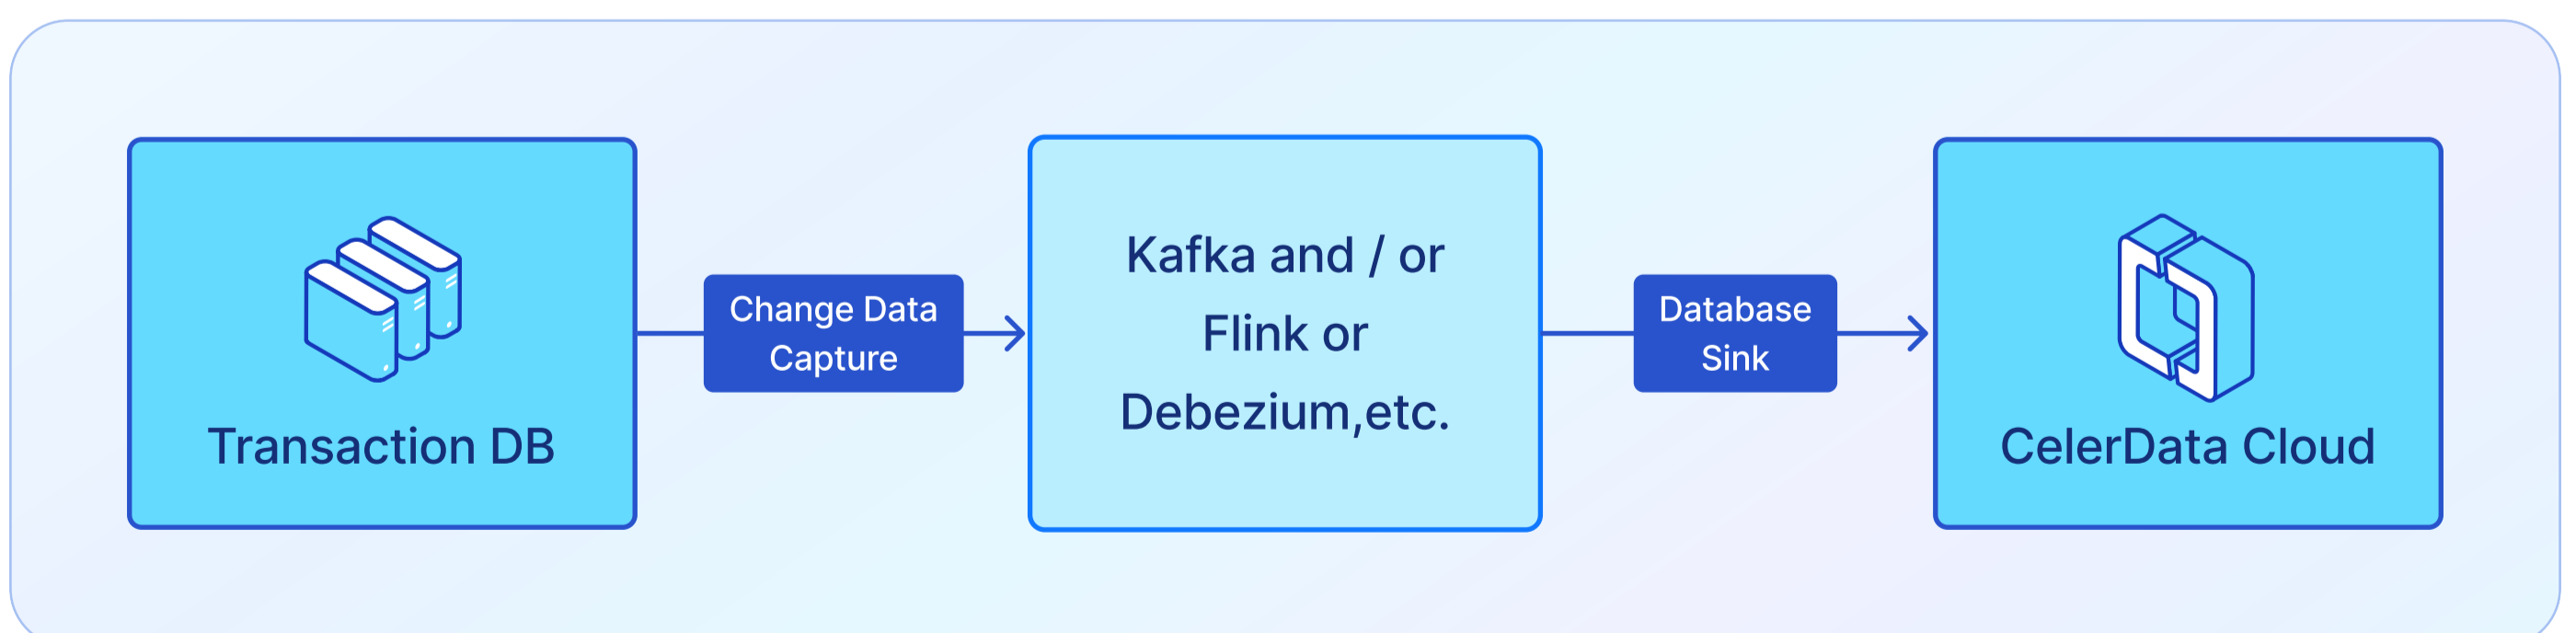 Transaction DB
Change Data
Capture
Kafka and / or
Flink or
Debezium,etc.
Database
Sink
CelerData Cloud